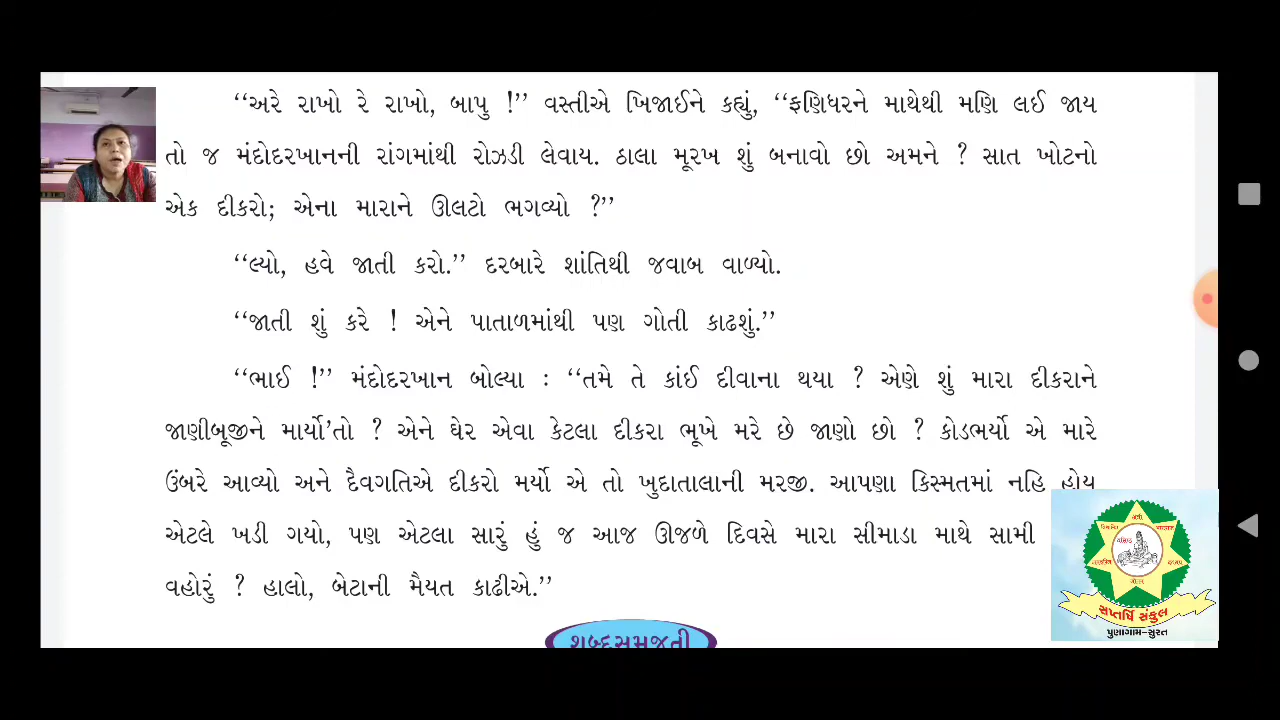 ‘‘અરે રાખો રે રાખો, બાપુ !’’ વસ્તીએ ખિજાઈને કહ્યું, ‘‘ફણિધરને માથેથી મણિ લઈ જાય
તો જ મંદોદરખાનની રાંગમાંથી રોઝડી લેવાય. ઠાલા મૂરખ શું બનાવો છો અમને ? સાત ખોટનો
એક દીકરો; એના મારાને ઊલટો ભગવ્યો ?’’
‘‘લ્યો, હવે જાતી કરો.’’ દરબારે શાંતિથી જવાબ વાળ્યો.
‘‘જાતી શું કરે ! એને પાતાળમાંથી પણ ગોતી કાઢશું.’’
‘‘ભાઈ !’’ મંદોદરખાન બોલ્યા : ‘‘તમે તે કાંઈ દીવાના થયા ? એણે શું મારા દીકરાને
જાણીબૂજીને માર્યો’તો ? એને ઘેર એવા કેટલા દીકરા ભૂખે મરે છે જાણો છો ? કોડભર્યો એ મારે
ઉંબરે આવ્યો અને દૈવગતિએ દીકરો મર્યો એ તો ખુદાતાલાની મરજી. આપણા કિસ્મતમાં નહિ હોય
એટલે ખડી ગયો, પણ એટલા સારું હું જ આજ ઊજળે દિવસે મારા સીમાડા માથે સામી
વહોરું ? હાલો, બેટાની મૈયત કાઢીએ.’’
શબ્દસમજૂતી
સપ્તર્ષિ સંકુલ
પુણાગામ-સુરત